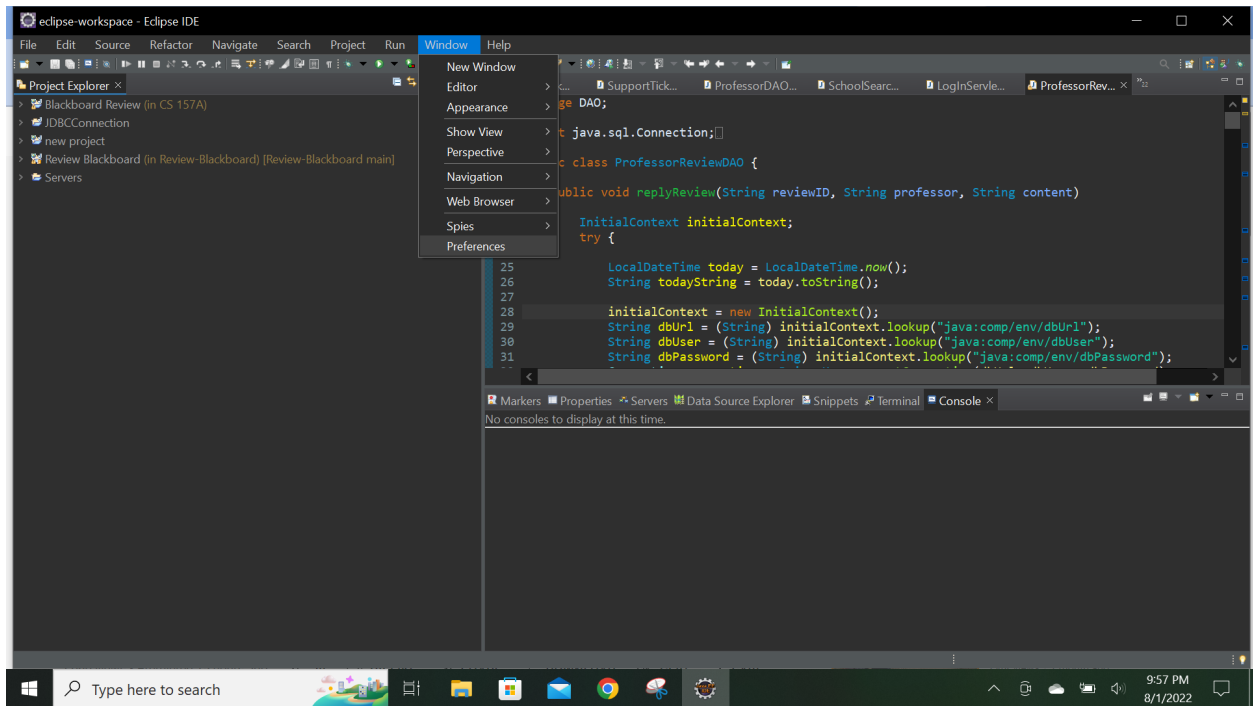 eclipse-workspace - Eclipse IDE
File Edit Source Refactor Navigate Search Project Run Window Help
New Window
Editor
Appearance
Show View
Perspective
Navigation
Web Browser
Spies
Preferences
Project Explorer
Blackboard Review (in CS 157A)
JDBCConnection
new project
Review Blackboard (in Review-Blackboard) [Review-Blackboard main]
Servers
SupportTick... ProfessorDAO... SchoolSearc... LogInServle... ProfessorRev...
ge DAO;
t java.sql.Connection;
c class ProfessorReviewDAO {
ublic void replyReview(String reviewID, String professor, String content)
InitialContext initialContext;
try {
25 LocalDateTime today = LocalDateTime.now();
26 String todayString = today.toString();
27
28 initialContext = new InitialContext();
29 String dbUrl = (String) initialContext.lookup("java:comp/env/dbUrl");
30 String dbUser = (String) initialContext.lookup("java:comp/env/dbUser");
31 String dbPassword = (String) initialContext.lookup("java:comp/env/dbPassword");
Markers Properties Servers Data Source Explorer Snippets Terminal Console
No consoles to display at this time.
Type here to search
9:57 PM
8/1/2022